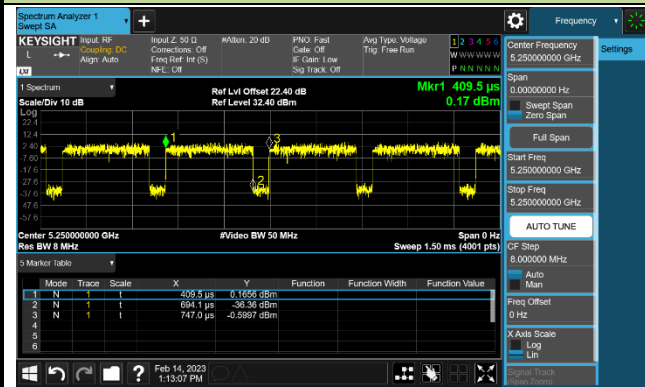 Spectrum Analyzer 1
Swept SA
Frequency
KEYSIGHT
L
LXI
Input: RF
Coupling: DC
Align: Auto
Input Z: 50 Ω
Corrections: Off
Freq Ref: Int (S)
NFE: Off
#Atten: 20 dB
PNO: Fast
Gate: Off
IF Gain: Low
Sig Track: Off
Avg Type: Voltage
Trig: Free Run
1 2 3 4 5 6
W W W W W W
P N N N N N
1 Spectrum
Scale/Div 10 dB
Ref Lvl Offset 22.40 dB
Ref Level 32.40 dBm
Mkr1 409.5 µs
0.17 dBm
Log
22.4
12.4
2.40
-7.60
-17.6
-27.6
-37.6
-47.6
-57.6
1
2
3
Center 5.250000000 GHz
Res BW 8 MHz
#Video BW 50 MHz
Span 0 Hz
Sweep 1.50 ms (4001 pts)
5 Marker Table
Mode Trace Scale X Y Function Function Width Function Value
1 N 1 t 409.5 µs 0.1656 dBm
2 N 1 t 694.1 µs -36.36 dBm
3 N 1 t 747.0 µs -0.5997 dBm
4
5
6
Feb 14, 2023
1:13:07 PM
Center Frequency
5.250000000 GHz
Span
0.00000000 Hz
Swept Span
Zero Span
Full Span
Start Freq
5.250000000 GHz
Stop Freq
5.250000000 GHz
AUTO TUNE
CF Step
8.000000 MHz
Auto
Man
Freq Offset
0 Hz
X Axis Scale
Log
Lin
Signal Track
(Span Zoom)
Settings